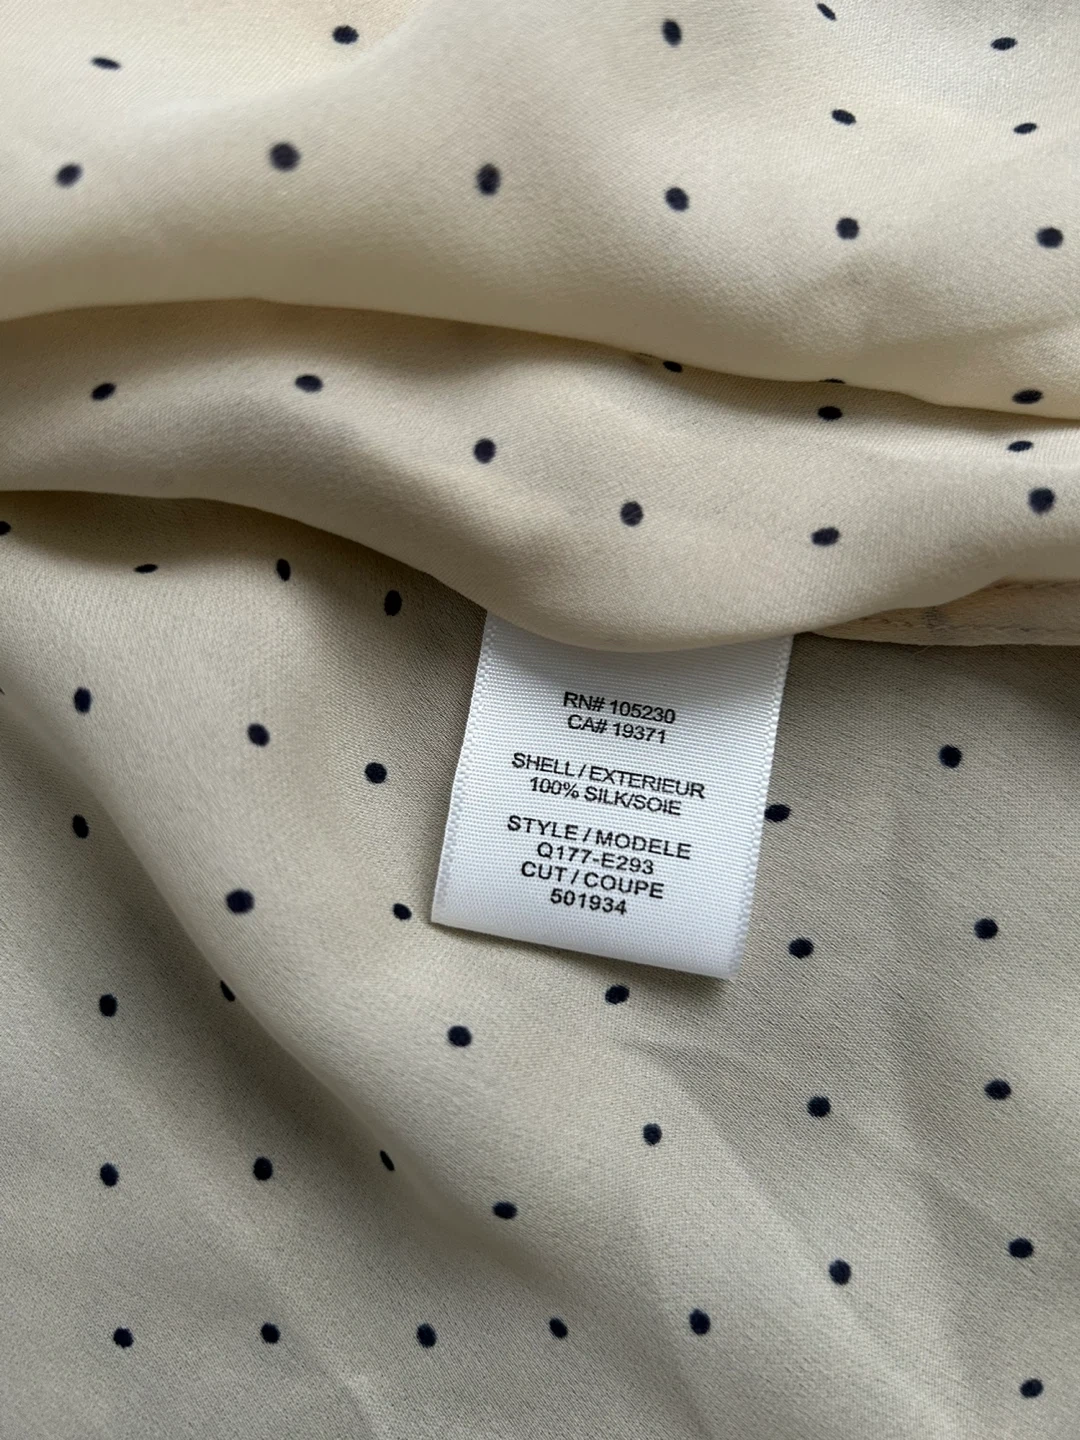 RN# 105230
CA# 19371
SHELL / EXTERIEUR
100% SILK/SOIE
STYLE / MODELE
Q177-E293
CUT / COUPE
501934